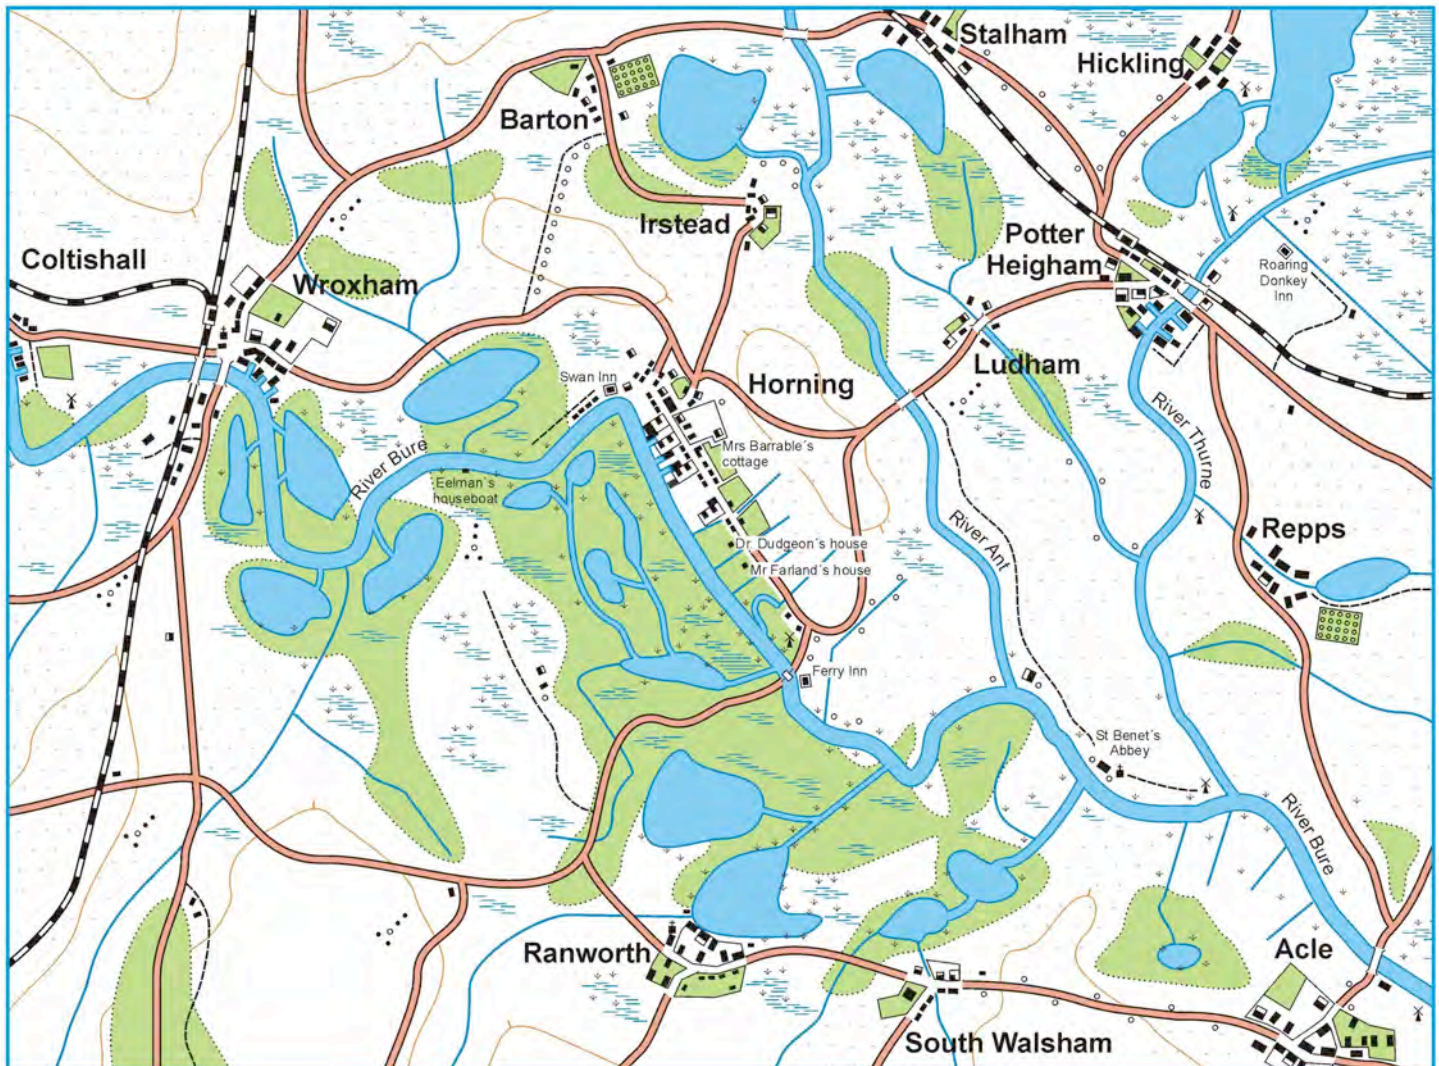 Stalham
Hickling
Barton
Irstead
Potter
Heigham
Roaring
Donkey
Inn
Coltishall
Wroxham
Ludham
Swan Inn
Horning
River Thurne
River Bure
Mrs Barrable´s
cottage
Eelman´s
houseboat
River Ant
Repps
Dr. Dudgeon´s house
Mr Farland´s house
Ferry Inn
St Benet´s
Abbey
River Bure
Ranworth
Acle
South Walsham